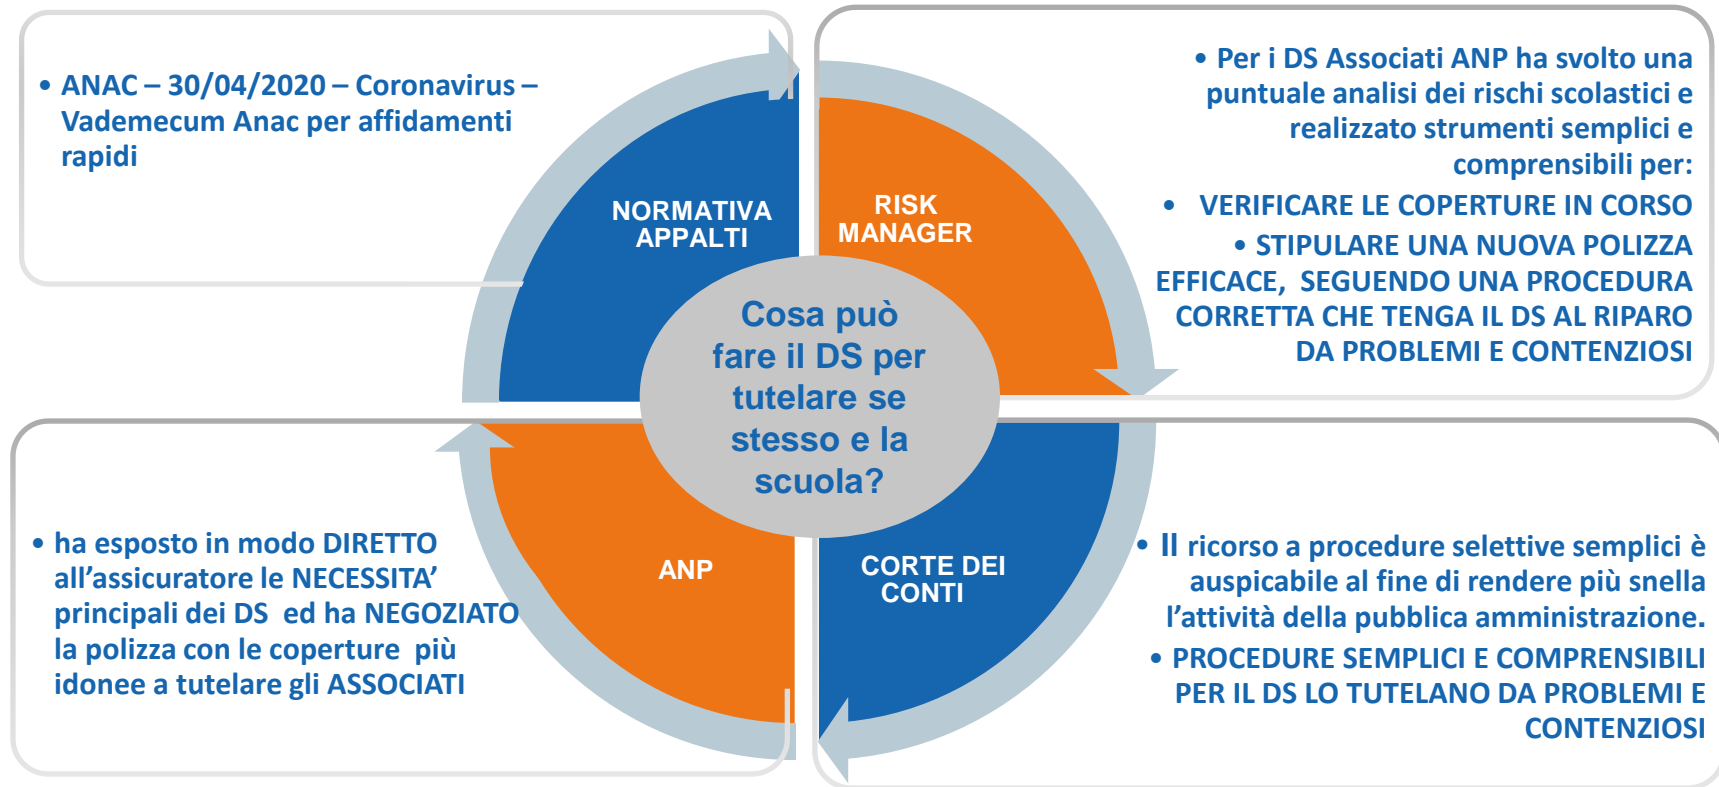 • ANAC – 30/04/2020 – Coronavirus –
Vademecum Anac per affidamenti
rapidi
NORMATIVA
APPALTI
RISK
MANAGER
• Per i DS Associati ANP ha svolto una
puntuale analisi dei rischi scolastici e
realizzato strumenti semplici e
comprensibili per:
• VERIFICARE LE COPERTURE IN CORSO
• STIPULARE UNA NUOVA POLIZZA
EFFICACE, SEGUENDO UNA PROCEDURA
CORRETTA CHE TENGA IL DS AL RIPARO
DA PROBLEMI E CONTENZIOSI
Cosa può
fare il DS per
tutelare se
stesso e la
scuola?
• ha esposto in modo DIRETTO
all’assicuratore le NECESSITA’
principali dei DS ed ha NEGOZIATO
la polizza con le coperture più
idonee a tutelare gli ASSOCIATI
ANP
CORTE DEI
CONTI
• Il ricorso a procedure selettive semplici è
auspicabile al fine di rendere più snella
l’attività della pubblica amministrazione.
• PROCEDURE SEMPLICI E COMPRENSIBILI
PER IL DS LO TUTELANO DA PROBLEMI E
CONTENZIOSI